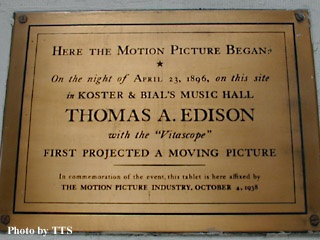 HERE THE MOTION PICTURE BEGAN:
★
On the night of APRIL 23, 1896, on this site
in KOSTER & BIAL'S MUSIC HALL
THOMAS A. EDISON
with the "Vitascope"
FIRST PROJECTED A MOVING PICTURE
In commemoration of the event, this tablet is here affixed by
THE MOTION PICTURE INDUSTRY, OCTOBER 4, 1938
Photo by TTS